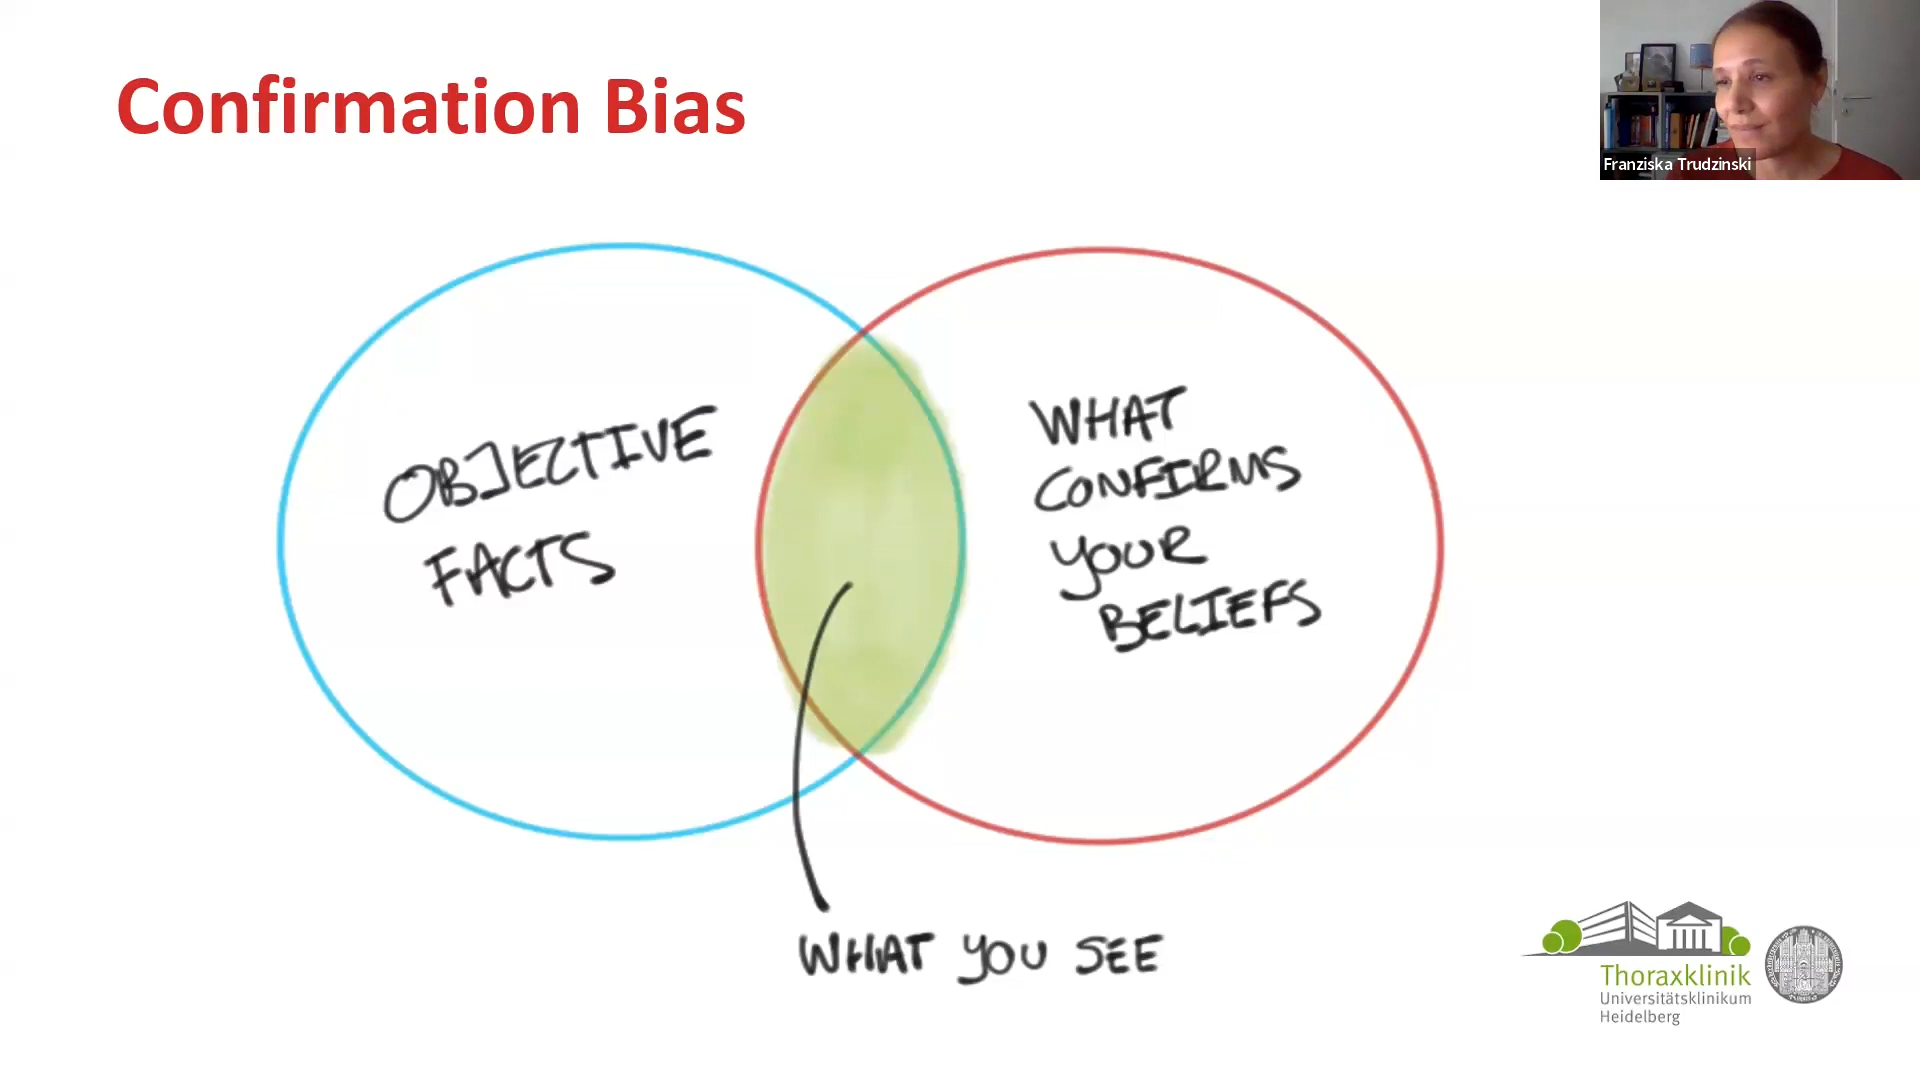 Confirmation Bias
Franziska Trudzinski
OBJECTIVE
FACTS
WHAT
CONFIRMS
YOUR
BELIEFS
WHAT YOU SEE
Thoraxklinik
Universitätsklinikum
Heidelberg